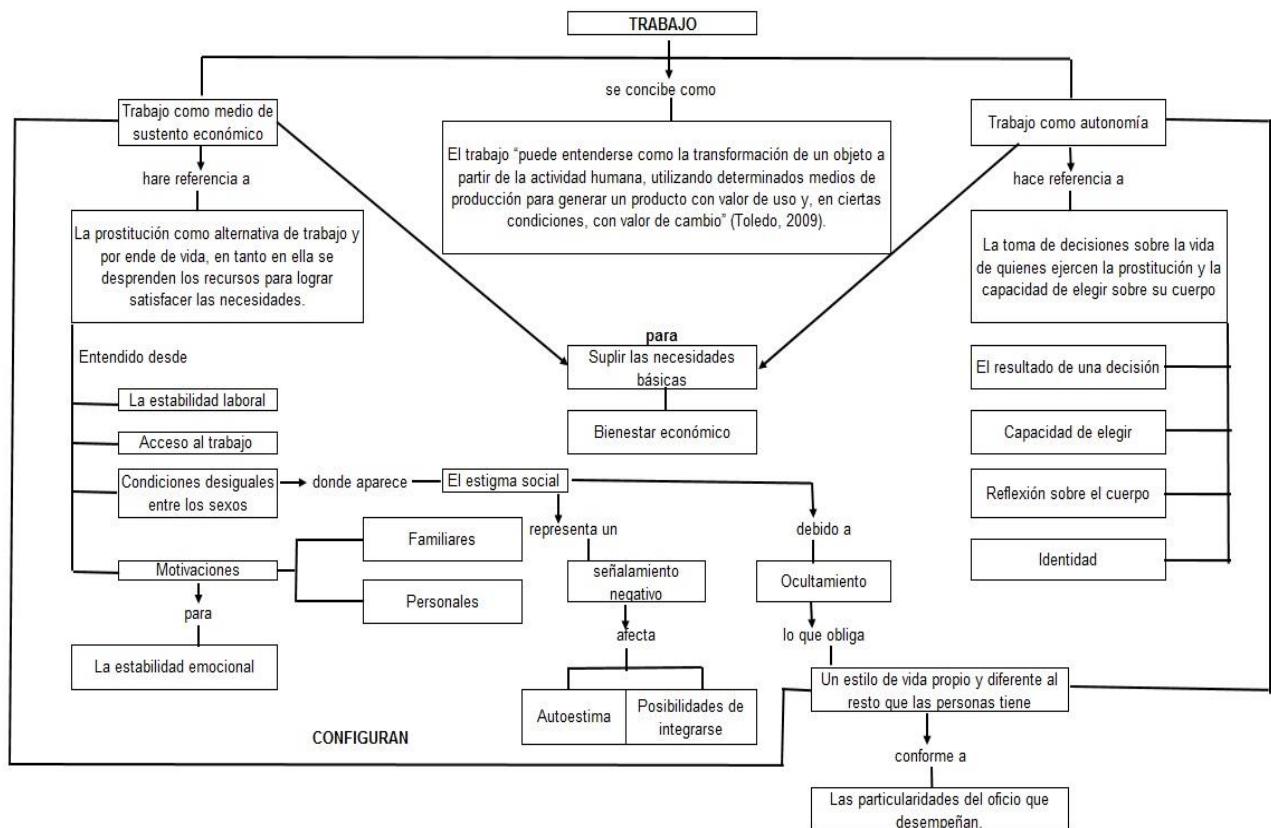 TRABAJO
se concibe como
Trabajo como medio de
sustento económico
hare referencia a
La prostitución como alternativa de trabajo y
por ende de vida, en tanto en ella se
desprenden los recursos para lograr
satisfacer las necesidades.
El trabajo “puede entenderse como la transformación de un objeto a
partir de la actividad humana, utilizando determinados medios de
producción para generar un producto con valor de uso y, en ciertas
condiciones, con valor de cambio” (Toledo, 2009).
Trabajo como autonomía
hace referencia a
La toma de decisiones sobre la vida
de quienes ejercen la prostitución y la
capacidad de elegir sobre su cuerpo
para
Suplir las necesidades
básicas
Bienestar económico
Entendido desde
La estabilidad laboral
Acceso al trabajo
Condiciones desiguales
entre los sexos
donde aparece
El estigma social
Motivaciones
Familiares
Personales
para
La estabilidad emocional
representa un
señalamiento
negativo
afecta
Autoestima
Posibilidades de
integrarse
debido a
Ocultamiento
lo que obliga
Un estilo de vida propio y diferente al
resto que las personas tiene
conforme a
Las particularidades del oficio que
desempeñan.
El resultado de una decisión
Capacidad de elegir
Reflexión sobre el cuerpo
Identidad
CONFIGURAN